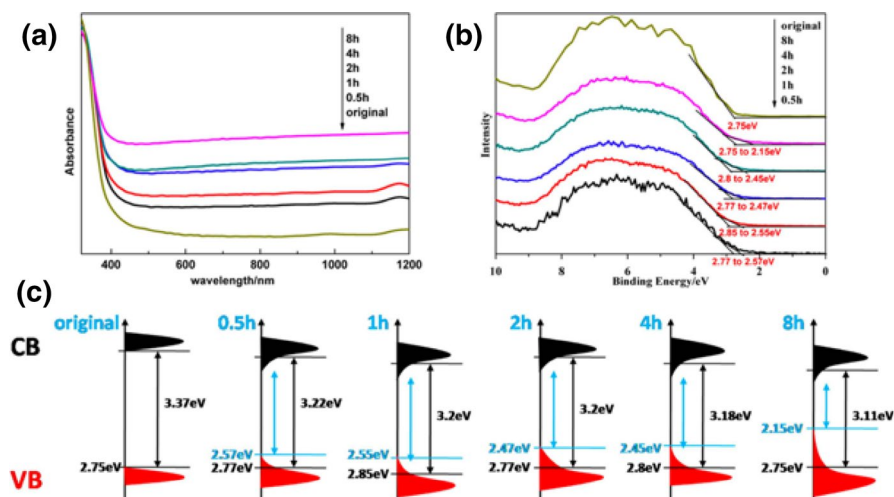 (a)
8h
4h
2h
1h
0.5h
original
Absorbance
400 600 800 1000 1200
wavelength/nm
(b)
original
8h
4h
2h
1h
0.5h
Intensity
2.75eV
2.75 to 2.15eV
2.8 to 2.45eV
2.77 to 2.47eV
2.85 to 2.55eV
2.77 to 2.57eV
10 8 6 4 2 0
Binding Energy/eV
(c)
original 0.5h 1h 2h 4h 8h
CB
3.37eV 3.22eV 3.2eV 3.2eV 3.18eV 3.11eV
2.57eV 2.55eV 2.47eV 2.45eV 2.15eV
VB
2.75eV 2.77eV 2.85eV 2.77eV 2.8eV 2.75eV